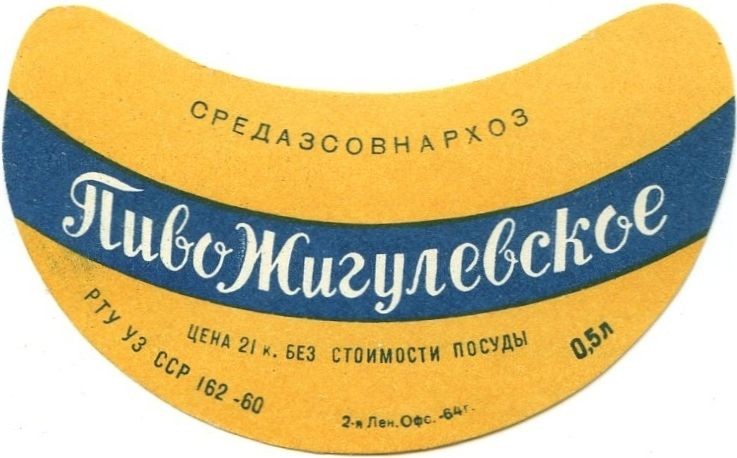 СРЕДАЗСОВНАРХОЗ
Пиво Жигулевское
ЦЕНА 21 к. БЕЗ СТОИМОСТИ ПОСУДЫ
0,5л
РТУ УЗ ССР 162-60
2-я Лен. Офс. -64г.